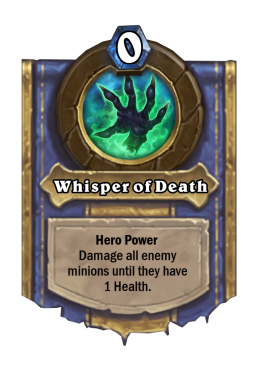 0
Whisper of Death
Hero Power
Damage all enemy
minions until they have
1 Health.